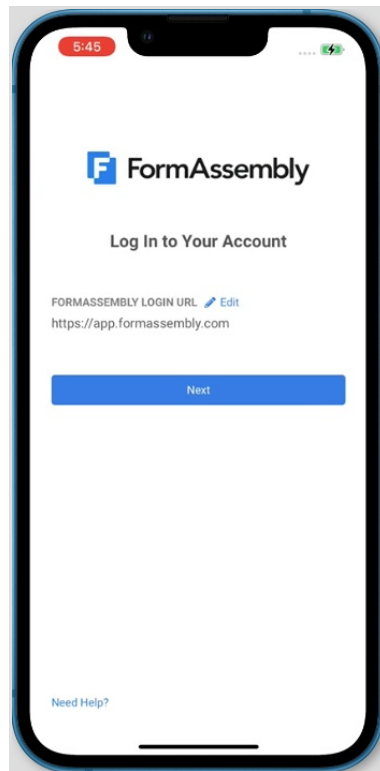 5:45
FormAssembly
Log In to Your Account
FORMASSEMBLY LOGIN URL Edit
https://app.formassembly.com
Next
Need Help?